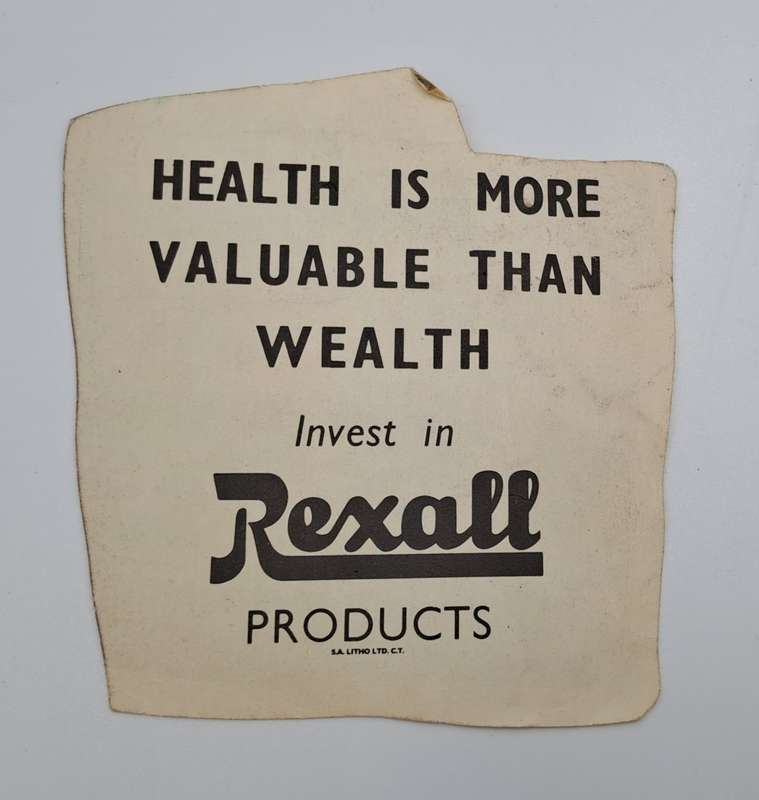 HEALTH IS MORE
VALUABLE THAN
WEALTH
Invest in
Rexall
PRODUCTS
S.A. LITHO LTD. C.T.